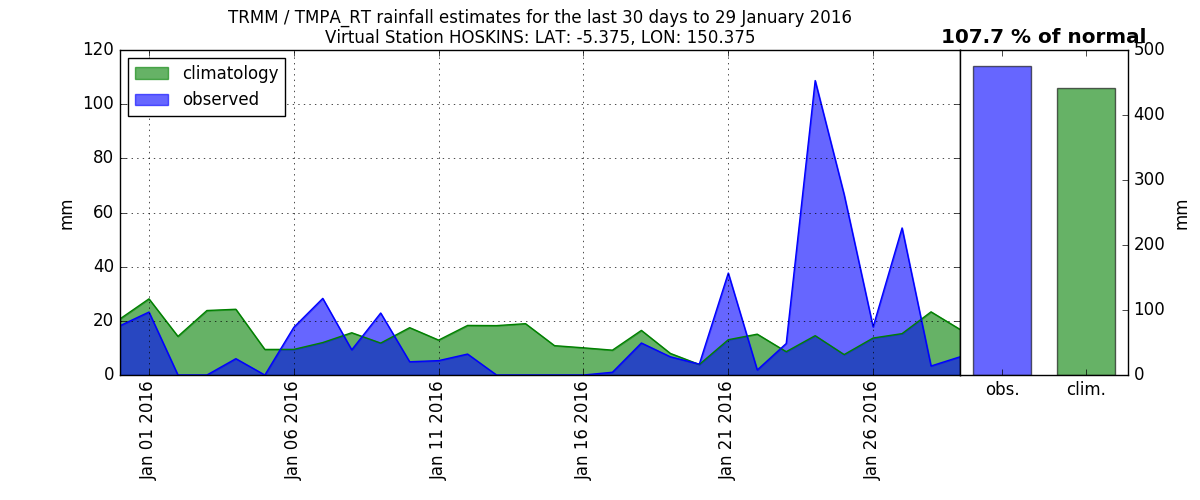 TRMM / TMPA_RT rainfall estimates for the last 30 days to 29 January 2016
Virtual Station HOSKINS: LAT: -5.375, LON: 150.375
107.7 % of normal
climatology
observed
120
100
80
60
40
20
0
mm
Jan 01 2016
Jan 06 2016
Jan 11 2016
Jan 16 2016
Jan 21 2016
Jan 26 2016
500
400
300
200
100
0
mm
obs.
clim.